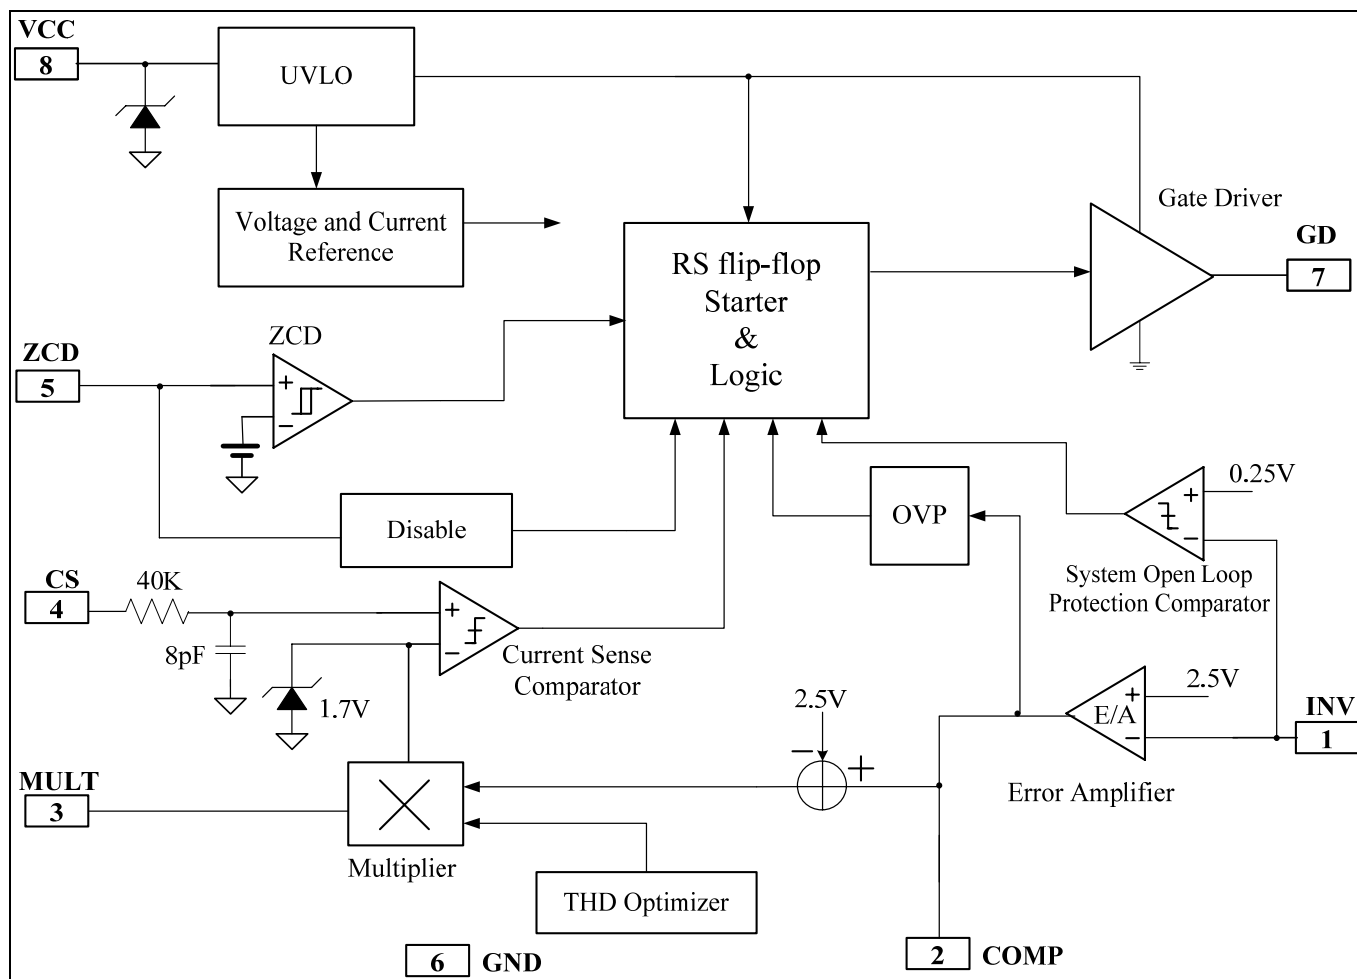 VCC
8
UVLO
Voltage and Current
Reference
Gate Driver
GD
7
RS flip-flop
Starter
&
Logic
ZCD
ZCD
5
+
−
Disable
OVP
0.25V
+
−
System Open Loop
Protection Comparator
CS
4
40K
8pF
+
−
Current Sense
Comparator
1.7V
2.5V
−
+
2.5V
+
E/A
−
INV
1
Error Amplifier
MULT
3
Multiplier
THD Optimizer
6 GND
2 COMP